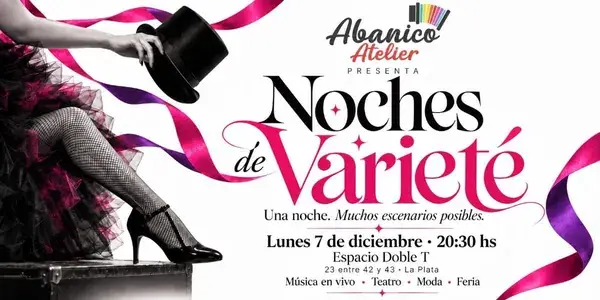 Abanico
Atelier
PRESENTA
Noches
de Varieté
Una noche. Muchos escenarios posibles.
Lunes 7 de diciembre • 20:30 hs
Espacio Doble T
23 entre 42 y 43 - La Plata
Música en vivo • Teatro • Moda • Feria